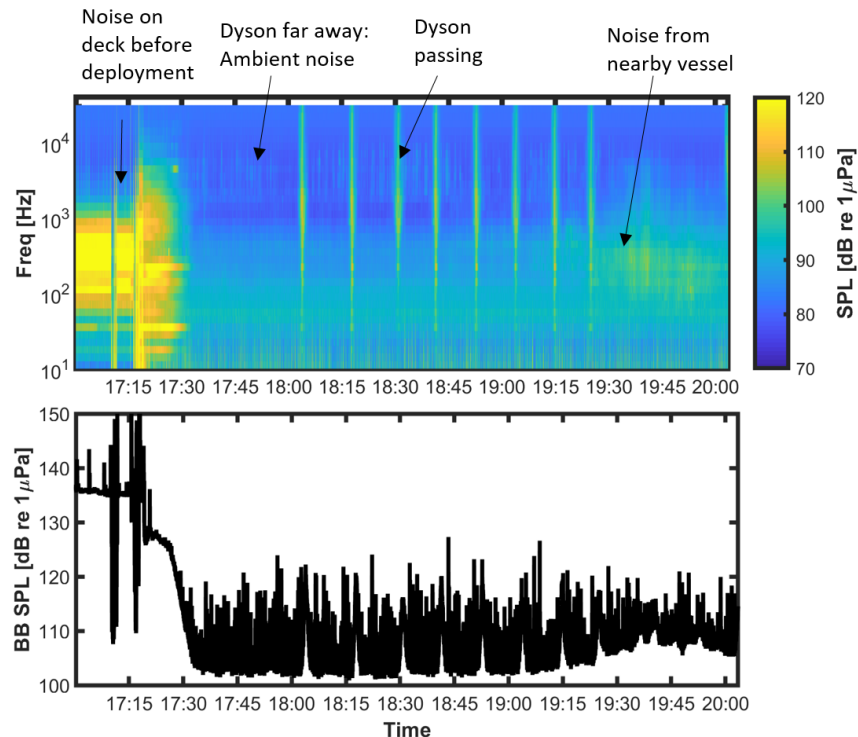 Noise on
deck before
deployment
Dyson far away:
Ambient noise
Dyson
passing
Noise from
nearby vessel
Freq [Hz]
10^4
10^3
10^2
10^1
17:15 17:30 17:45 18:00 18:15 18:30 18:45 19:00 19:15 19:30 19:45 20:00
120
110
100
90
80
70
SPL [dB re 1μPa]
BB SPL [dB re 1μPa]
150
140
130
120
110
100
17:15 17:30 17:45 18:00 18:15 18:30 18:45 19:00 19:15 19:30 19:45 20:00
Time